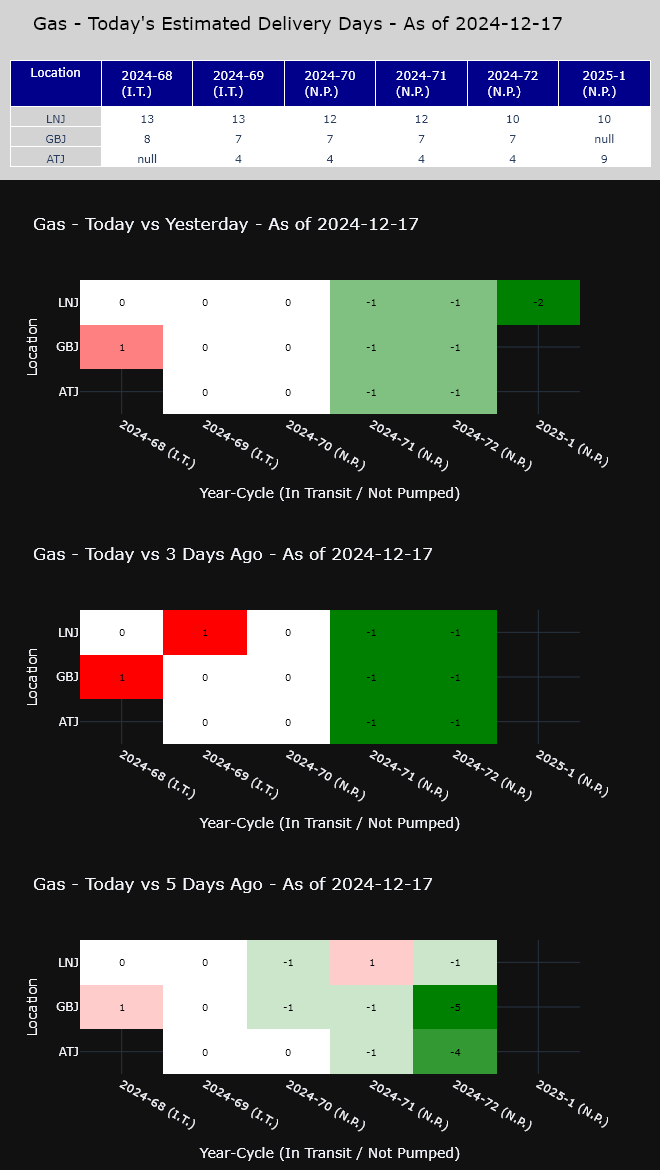 Gas - Today's Estimated Delivery Days - As of 2024-12-17
Location 2024-68 (I.T.) 2024-69 (I.T.) 2024-70 (N.P.) 2024-71 (N.P.) 2024-72 (N.P.) 2025-1 (N.P.)
LNJ 13 13 12 12 10 10
GBJ 8 7 7 7 7 null
ATJ null 4 4 4 4 9
Gas - Today vs Yesterday - As of 2024-12-17
Location
LNJ 0 0 0 -1 -1 -2
GBJ 1 0 0 -1 -1
ATJ 0 0 -1 -1
2024-68 (I.T.) 2024-69 (I.T.) 2024-70 (N.P.) 2024-71 (N.P.) 2024-72 (N.P.) 2025-1 (N.P.)
Year-Cycle (In Transit / Not Pumped)
Gas - Today vs 3 Days Ago - As of 2024-12-17
Location
LNJ 0 1 0 -1 -1
GBJ 1 0 0 -1 -1
ATJ 0 0 -1 -1
2024-68 (I.T.) 2024-69 (I.T.) 2024-70 (N.P.) 2024-71 (N.P.) 2024-72 (N.P.) 2025-1 (N.P.)
Year-Cycle (In Transit / Not Pumped)
Gas - Today vs 5 Days Ago - As of 2024-12-17
Location
LNJ 0 0 -1 1 -1
GBJ 1 0 -1 -1 -5
ATJ 0 0 -1 -4
2024-68 (I.T.) 2024-69 (I.T.) 2024-70 (N.P.) 2024-71 (N.P.) 2024-72 (N.P.) 2025-1 (N.P.)
Year-Cycle (In Transit / Not Pumped)